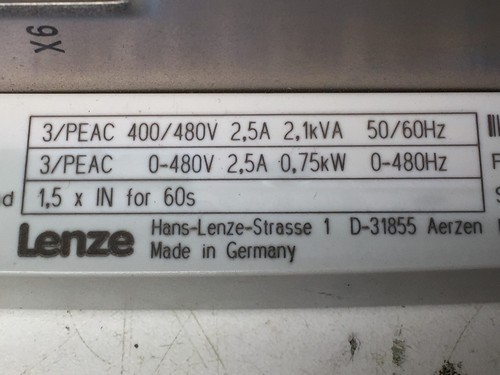 X6
3/PEAC 400/480V 2,5A 2,1kVA 50/60Hz
3/PEAC 0-480V 2,5A 0,75kW 0-480Hz
1,5 x IN for 60s
Lenze
Hans-Lenze-Strasse 1 D-31855 Aerzen
Made in Germany